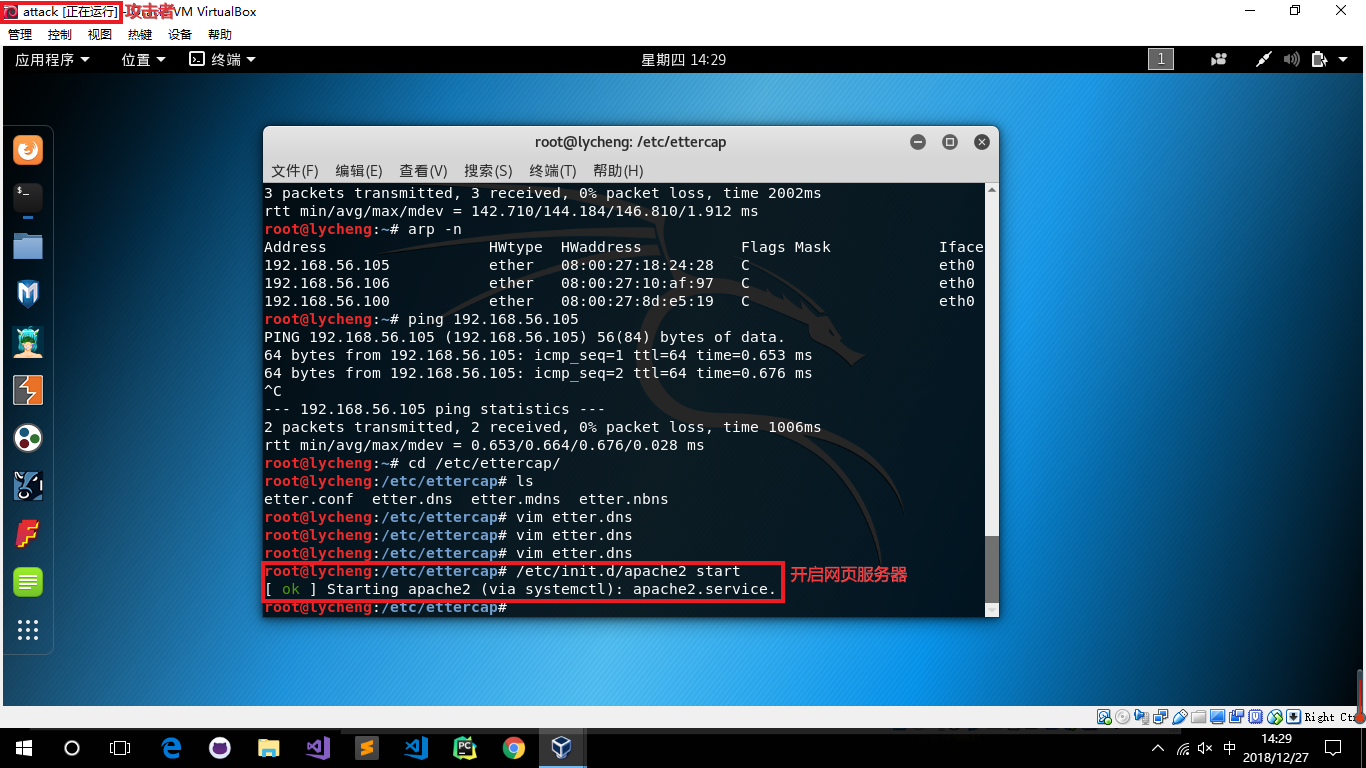 attack [正在运行] - Oracle VM VirtualBox
攻击者
管理 控制 视图 热键 设备 帮助
应用程序 位置 终端 星期四 14:29 1
root@lycheng: /etc/ettercap
文件(F) 编辑(E) 查看(V) 搜索(S) 终端(T) 帮助(H)
3 packets transmitted, 3 received, 0% packet loss, time 2002ms
rtt min/avg/max/mdev = 142.710/144.184/146.810/1.912 ms
root@lycheng:~# arp -n
Address HWtype HWaddress Flags Mask Iface
192.168.56.105 ether 08:00:27:18:24:28 C eth0
192.168.56.106 ether 08:00:27:10:af:97 C eth0
192.168.56.100 ether 08:00:27:8d:e5:19 C eth0
root@lycheng:~# ping 192.168.56.105
PING 192.168.56.105 (192.168.56.105) 56(84) bytes of data.
64 bytes from 192.168.56.105: icmp_seq=1 ttl=64 time=0.653 ms
64 bytes from 192.168.56.105: icmp_seq=2 ttl=64 time=0.676 ms
^C
--- 192.168.56.105 ping statistics ---
2 packets transmitted, 2 received, 0% packet loss, time 1006ms
rtt min/avg/max/mdev = 0.653/0.664/0.676/0.028 ms
root@lycheng:~# cd /etc/ettercap/
root@lycheng:/etc/ettercap# ls
etter.conf etter.dns etter.mdns etter.nbns
root@lycheng:/etc/ettercap# vim etter.dns
root@lycheng:/etc/ettercap# vim etter.dns
root@lycheng:/etc/ettercap# vim etter.dns
root@lycheng:/etc/ettercap# /etc/init.d/apache2 start
[ ok ] Starting apache2 (via systemctl): apache2.service.
开启网页服务器
root@lycheng:/etc/ettercap#
Right Ctr
中
14:29
2018/12/27